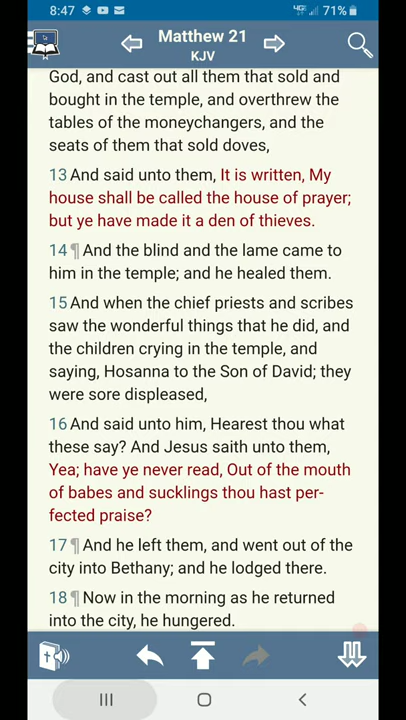 8:47
4G
71%
Matthew 21
KJV
God, and cast out all them that sold and
bought in the temple, and overthrew the
tables of the moneychangers, and the
seats of them that sold doves,
13 And said unto them, It is written, My
house shall be called the house of prayer;
but ye have made it a den of thieves.
14 ¶ And the blind and the lame came to
him in the temple; and he healed them.
15 And when the chief priests and scribes
saw the wonderful things that he did, and
the children crying in the temple, and
saying, Hosanna to the Son of David; they
were sore displeased,
16 And said unto him, Hearest thou what
these say? And Jesus saith unto them,
Yea; have ye never read, Out of the mouth
of babes and sucklings thou hast per-
fected praise?
17 ¶ And he left them, and went out of the
city into Bethany; and he lodged there.
18 ¶ Now in the morning as he returned
into the city, he hungered.